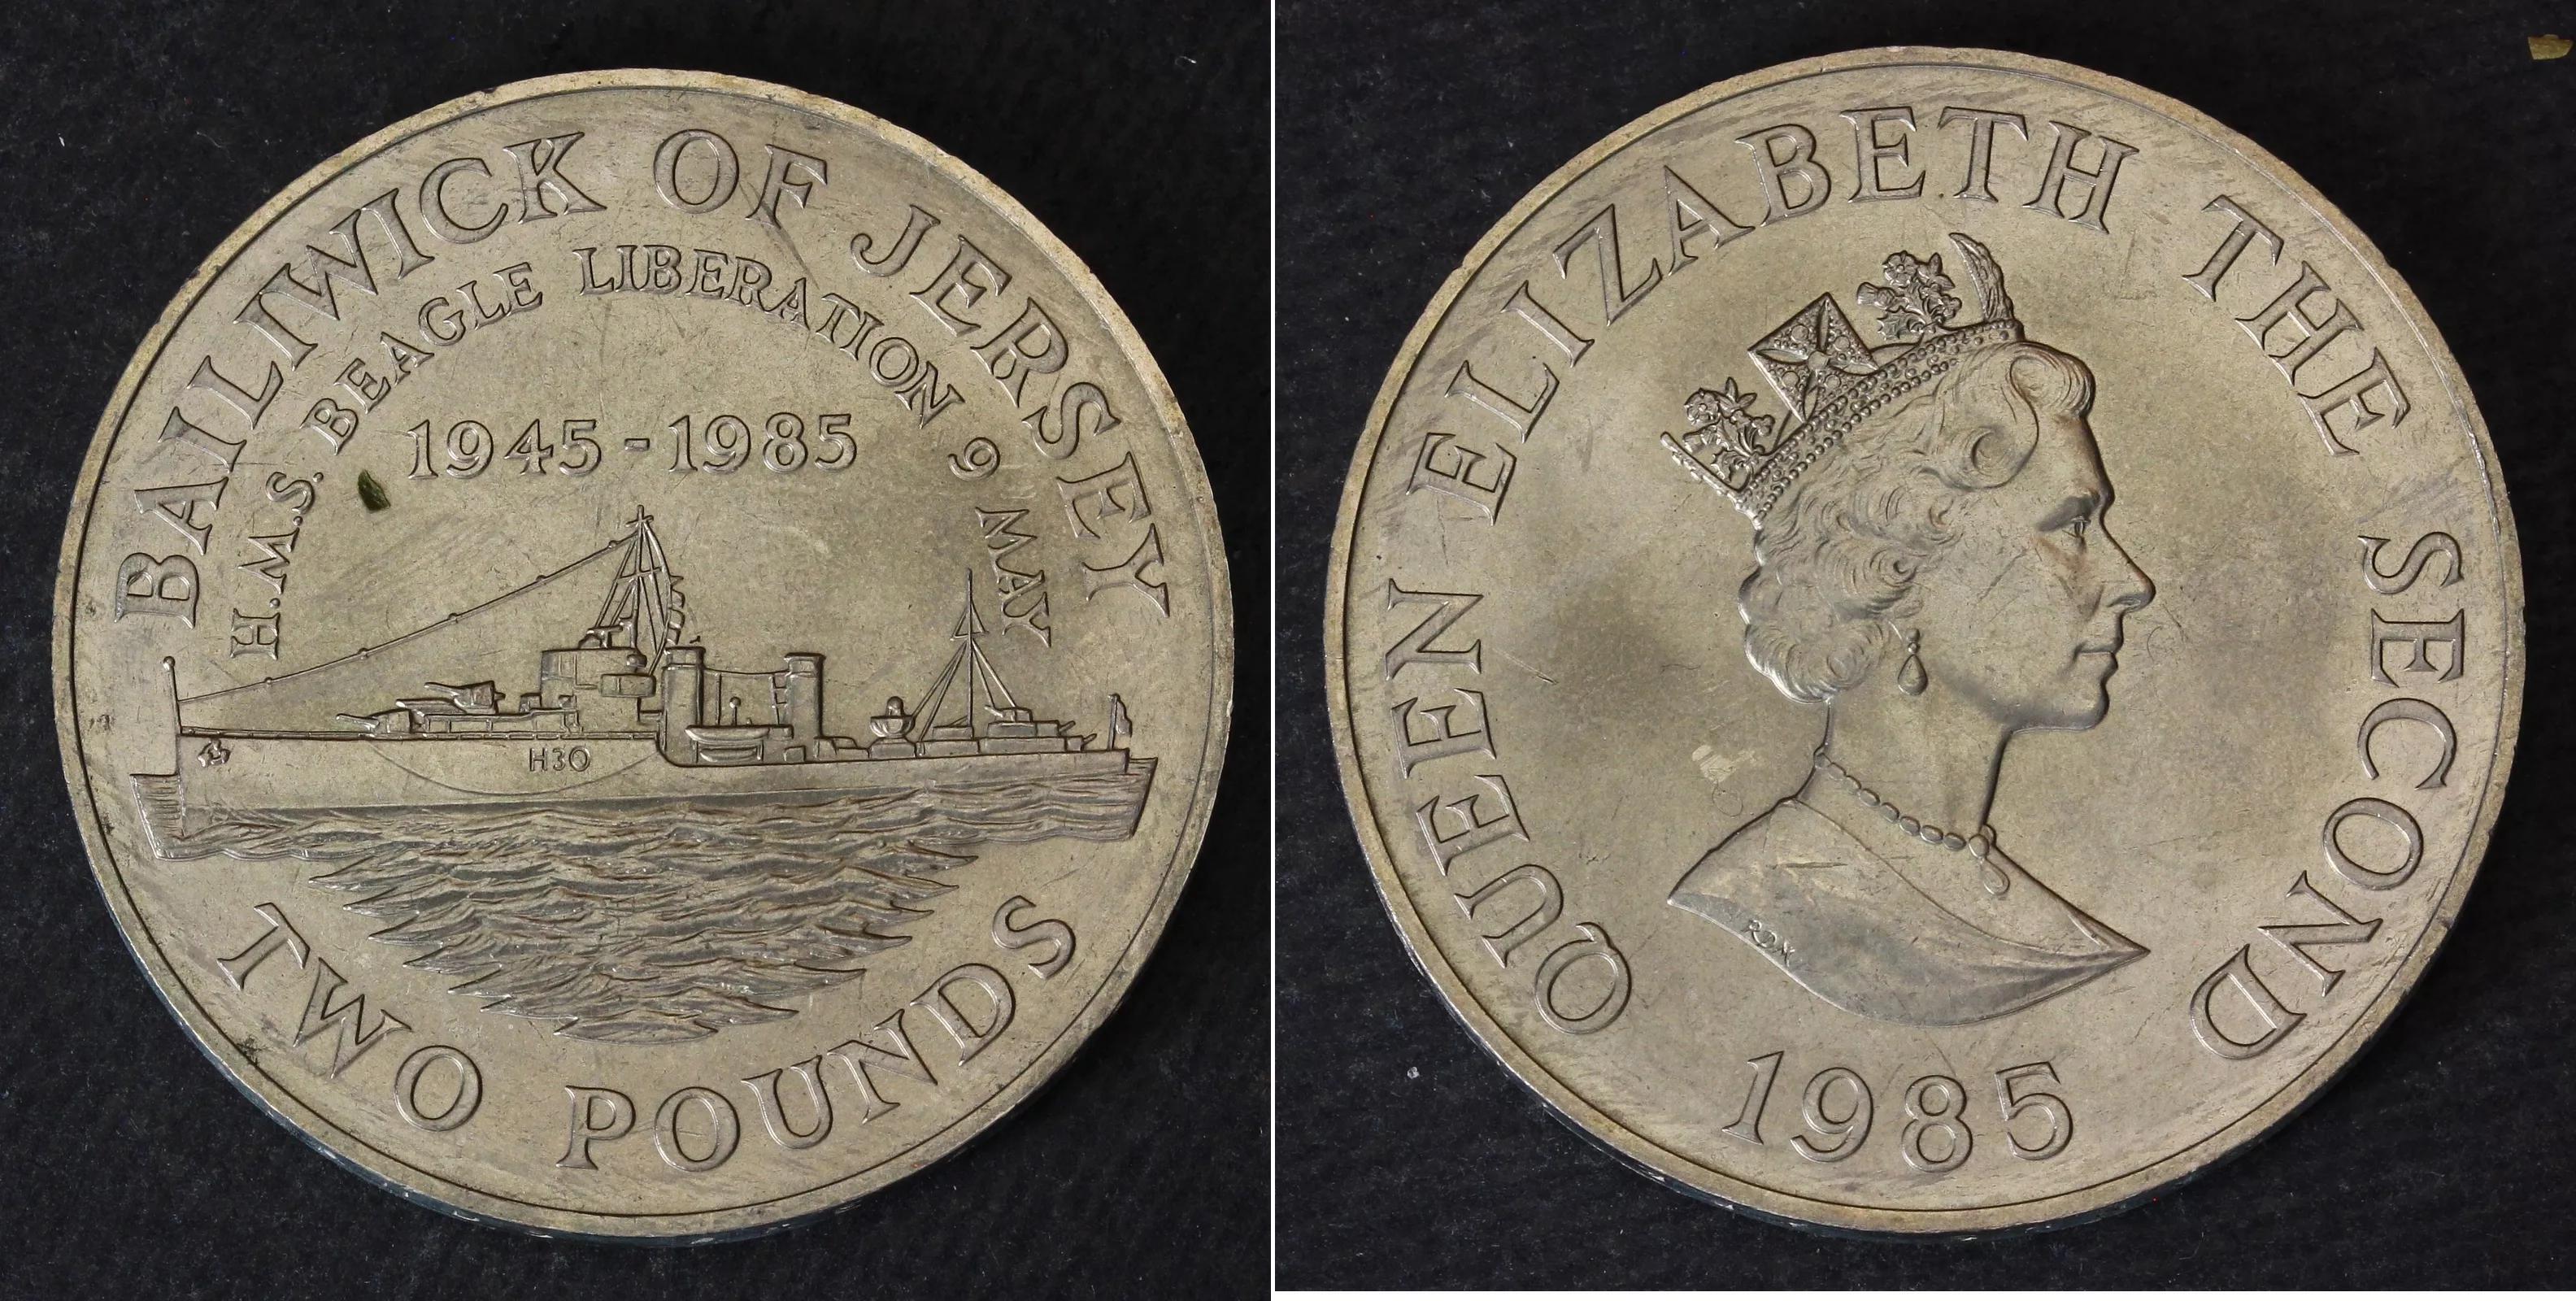 BAILIWICK OF JERSEY
H.M.S. BEAGLE LIBERATION 9 MAY
1945-1985
H30
TWO POUNDS
QUEEN ELIZABETH THE SECOND
RDM
1985